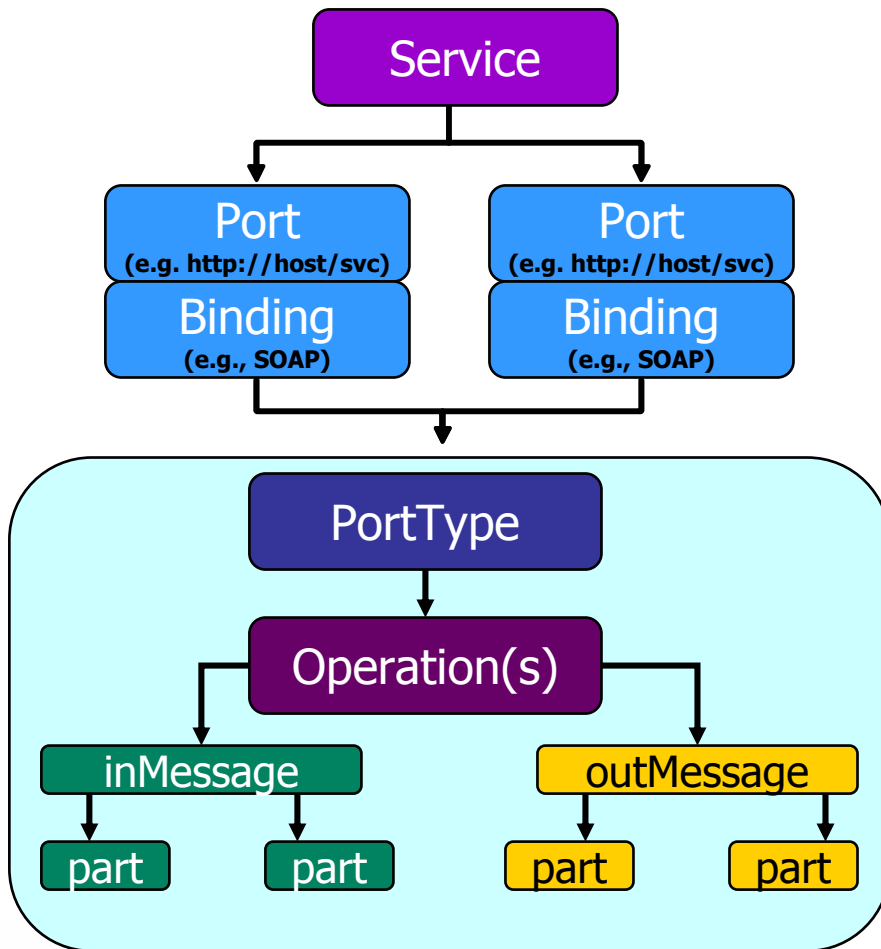 Service
Port
(e.g. http://host/svc)
Binding
(e.g., SOAP)
Port
(e.g. http://host/svc)
Binding
(e.g., SOAP)
PortType
Operation(s)
inMessage
outMessage
part
part
part
part